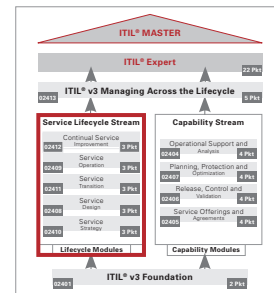 ITIL® MASTER
ITIL® Expert
22 Pkt
ITIL® v3 Managing Across the Lifecycle
02413 5 Pkt
Service Lifecycle Stream
Continual Service
Improvement
02412 3 Pkt
Service
Operation
02409 3 Pkt
Service
Transition
02411 3 Pkt
Service
Design
02408 3 Pkt
Service
Strategy
02410 3 Pkt
Lifecycle Modules
Capability Stream
Operational Support and
Analysis
02404 4 Pkt
Planning, Protection and
Optimization
02407 4 Pkt
Release, Control and
Validation
02406 4 Pkt
Service Offerings and
Agreements
02405 4 Pkt
Capability Modules
ITIL® v3 Foundation
02401 2 Pkt